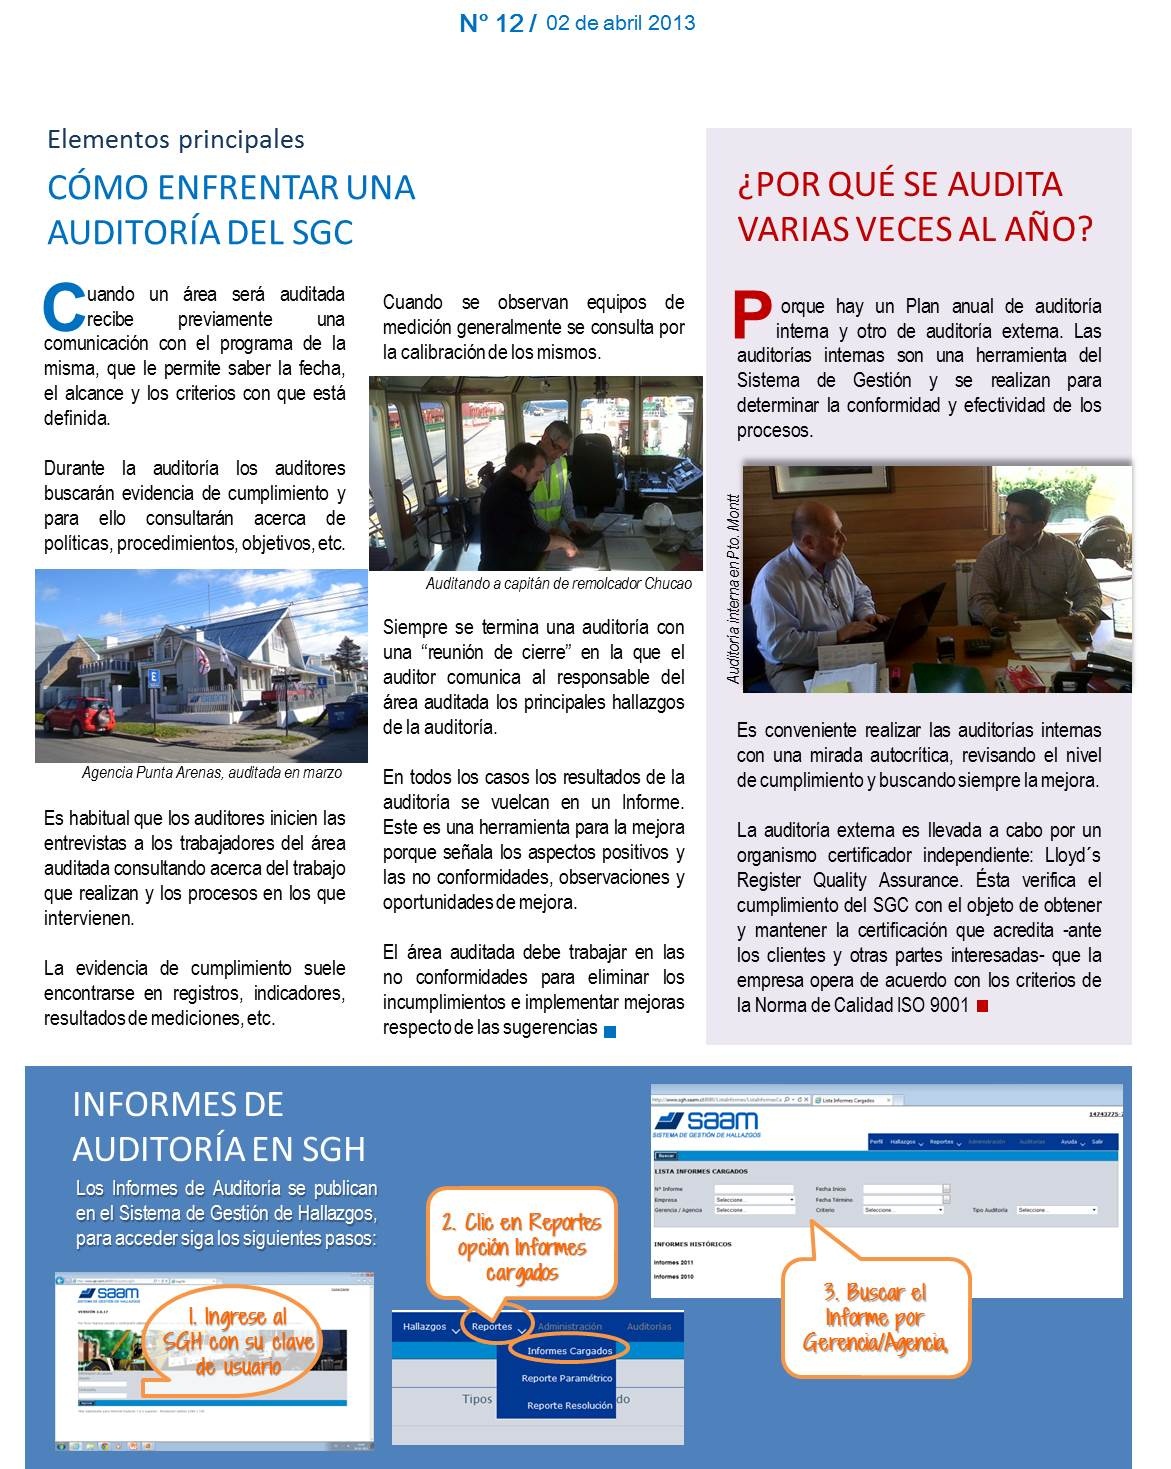 N° 12 / 02 de abril 2013
Elementos principales
CÓMO ENFRENTAR UNA
AUDITORÍA DEL SGC
Cuando un área será auditada
recibe previamente una
comunicación con el programa de la
misma, que le permite saber la fecha,
el alcance y los criterios con que está
definida.
Durante la auditoría los auditores
buscarán evidencia de cumplimiento y
para ello consultarán acerca de
políticas, procedimientos, objetivos, etc.
E
Agencia Punta Arenas, auditada en marzo
Es habitual que los auditores inicien las
entrevistas a los trabajadores del área
auditada consultando acerca del trabajo
que realizan y los procesos en los que
intervienen.
La evidencia de cumplimiento suele
encontrarse en registros, indicadores,
resultados de mediciones, etc.
Cuando se observan equipos de
medición generalmente se consulta por
la calibración de los mismos.
Auditando a capitán de remolcador Chucao
Siempre se termina una auditoría con
una “reunión de cierre” en la que el
auditor comunica al responsable del
área auditada los principales hallazgos
de la auditoría.
En todos los casos los resultados de la
auditoría se vuelcan en un Informe.
Este es una herramienta para la mejora
porque señala los aspectos positivos y
las no conformidades, observaciones y
oportunidades de mejora.
El área auditada debe trabajar en las
no conformidades para eliminar los
incumplimientos e implementar mejoras
respecto de las sugerencias
¿POR QUÉ SE AUDITA
VARIAS VECES AL AÑO?
Porque hay un Plan anual de auditoría
interna y otro de auditoría externa. Las
auditorías internas son una herramienta del
Sistema de Gestión y se realizan para
determinar la conformidad y efectividad de los
procesos.
Auditoría interna en Pto. Montt
Es conveniente realizar las auditorías internas
con una mirada autocrítica, revisando el nivel
de cumplimiento y buscando siempre la mejora.
La auditoría externa es llevada a cabo por un
organismo certificador independiente: Lloyd´s
Register Quality Assurance. Ésta verifica el
cumplimiento del SGC con el objeto de obtener
y mantener la certificación que acredita -ante
los clientes y otras partes interesadas- que la
empresa opera de acuerdo con los criterios de
la Norma de Calidad ISO 9001
INFORMES DE
AUDITORÍA EN SGH
Los Informes de Auditoría se publican
en el Sistema de Gestión de Hallazgos,
para acceder siga los siguientes pasos:
SAAM
SISTEMA DE GESTIÓN DE HALLAZGOS
VERSIÓN 1.0.17
1. Ingrese al
SGH con su clave
de usuario
2. Clic en Reportes
opción Informes
cargados
Hallazgos Reportes Administración Auditorías
Informes Cargados
Reporte Paramétrico
Reporte Resolución
Tipos do
Lista Informes Cargados
SAAM
SISTEMA DE GESTIÓN DE HALLAZGOS
Perfil Hallazgos Reportes Administración Auditorías Ayuda Salir
Buscar
LISTA INFORMES CARGADOS
N° Informe Fecha Inicio
Empresa Seleccione... Fecha Término
Gerencia / Agencia Seleccione... Criterio Seleccione... Tipo Auditoría Seleccione...
INFORMES HISTÓRICOS
Informes 2011
Informes 2010
3. Buscar el
Informe por
Gerencia/Agencia.